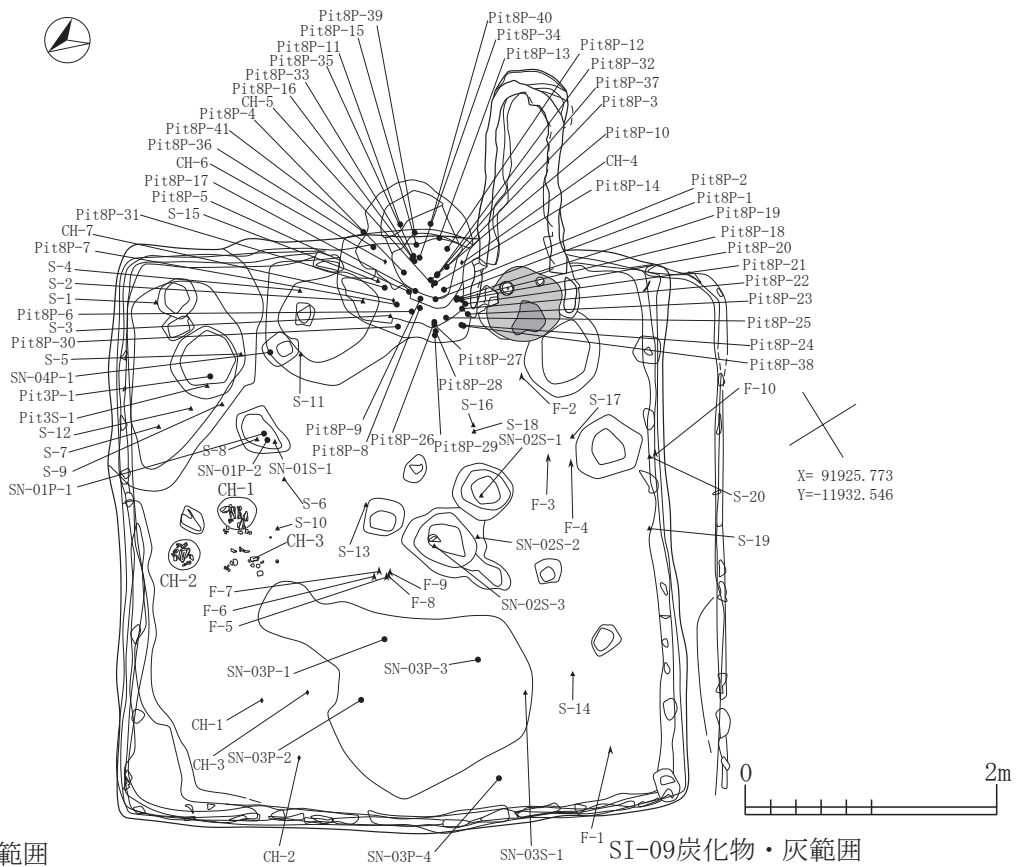 Pit8P-39
Pit8P-15
Pit8P-11
Pit8P-35
Pit8P-33
Pit8P-16
CH-5
Pit8P-4
Pit8P-41
Pit8P-36
CH-6
Pit8P-17
Pit8P-5
S-15
Pit8P-31
CH-7
Pit8P-7
S-4
S-2
S-1
Pit8P-6
S-3
Pit8P-30
S-5
SN-04P-1
Pit3P-1
Pit3S-1
S-12
S-7
S-9
SN-01P-1
Pit8P-40
Pit8P-34
Pit8P-13
Pit8P-12
Pit8P-32
Pit8P-37
Pit8P-3
Pit8P-10
CH-4
Pit8P-14
Pit8P-2
Pit8P-1
Pit8P-19
Pit8P-18
Pit8P-20
Pit8P-21
Pit8P-22
Pit8P-23
Pit8P-25
Pit8P-24
Pit8P-38
F-10
Pit8P-27
Pit8P-28
S-11
F-2
S-17
S-16
S-18
Pit8P-9
Pit8P-8
Pit8P-26
Pit8P-29
SN-02S-1
S-8
SN-01P-2
SN-01S-1
S-6
CH-1
S-10
CH-3
CH-2
S-13
F-3
F-4
S-20
S-19
X= 91925.773
Y=-11932.546
SN-02S-2
SN-02S-3
F-7
F-6
F-5
F-9
F-8
SN-03P-1
SN-03P-3
S-14
CH-1
CH-3
SN-03P-2
CH-2
SN-03P-4
SN-03S-1
F-1
0
2m
範囲
SI-09炭化物・灰範囲